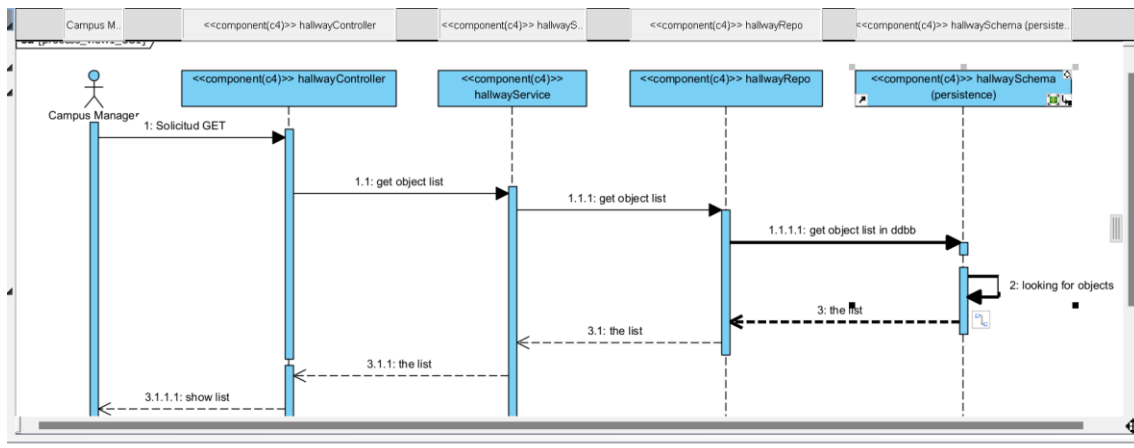 Campus M..
<<component(c4)>> hallwayController
<<component(c4)>> hallwayS..
<<component(c4)>> hallwayRepo
<<component(c4)>> hallwaySchema (persiste..
<<component(c4)>> hallwayController
<<component(c4)>>
hallwayService
<<component(c4)>> hallwayRepo
<<component(c4)>> hallwaySchema
(persistence)
Campus Manager
1: Solicitud GET
1.1: get object list
1.1.1: get object list
1.1.1.1: get object list in ddbb
2: looking for objects
3: the list
3.1: the list
3.1.1: the list
3.1.1.1: show list